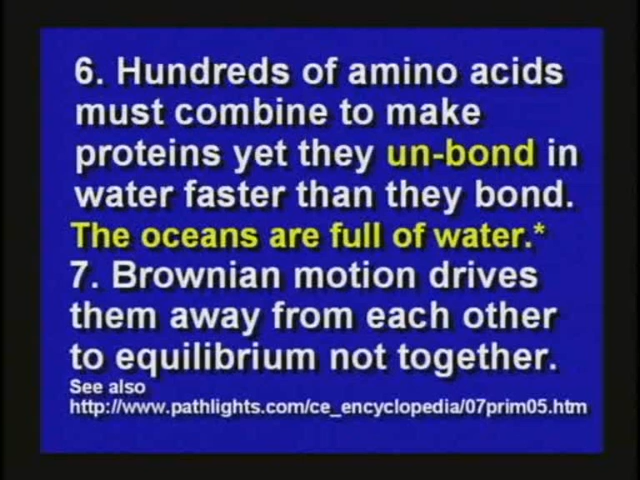 6. Hundreds of amino acids
must combine to make
proteins yet they un-bond in
water faster than they bond.
The oceans are full of water.*
7. Brownian motion drives
them away from each other
to equilibrium not together.
See also
http://www.pathlights.com/ce_encyclopedia/07prim05.htm